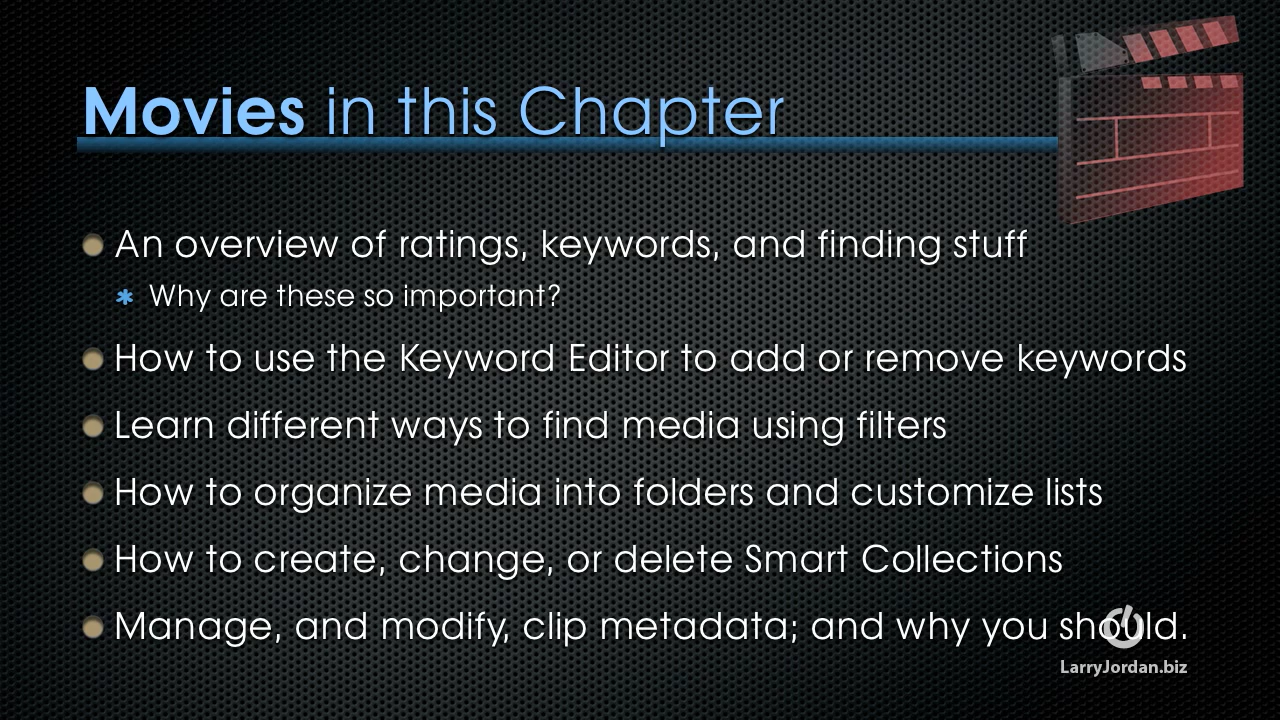 Movies in this Chapter
An overview of ratings, keywords, and finding stuff
Why are these so important?
How to use the Keyword Editor to add or remove keywords
Learn different ways to find media using filters
How to organize media into folders and customize lists
How to create, change, or delete Smart Collections
Manage, and modify, clip metadata; and why you should.
LarryJordan.biz